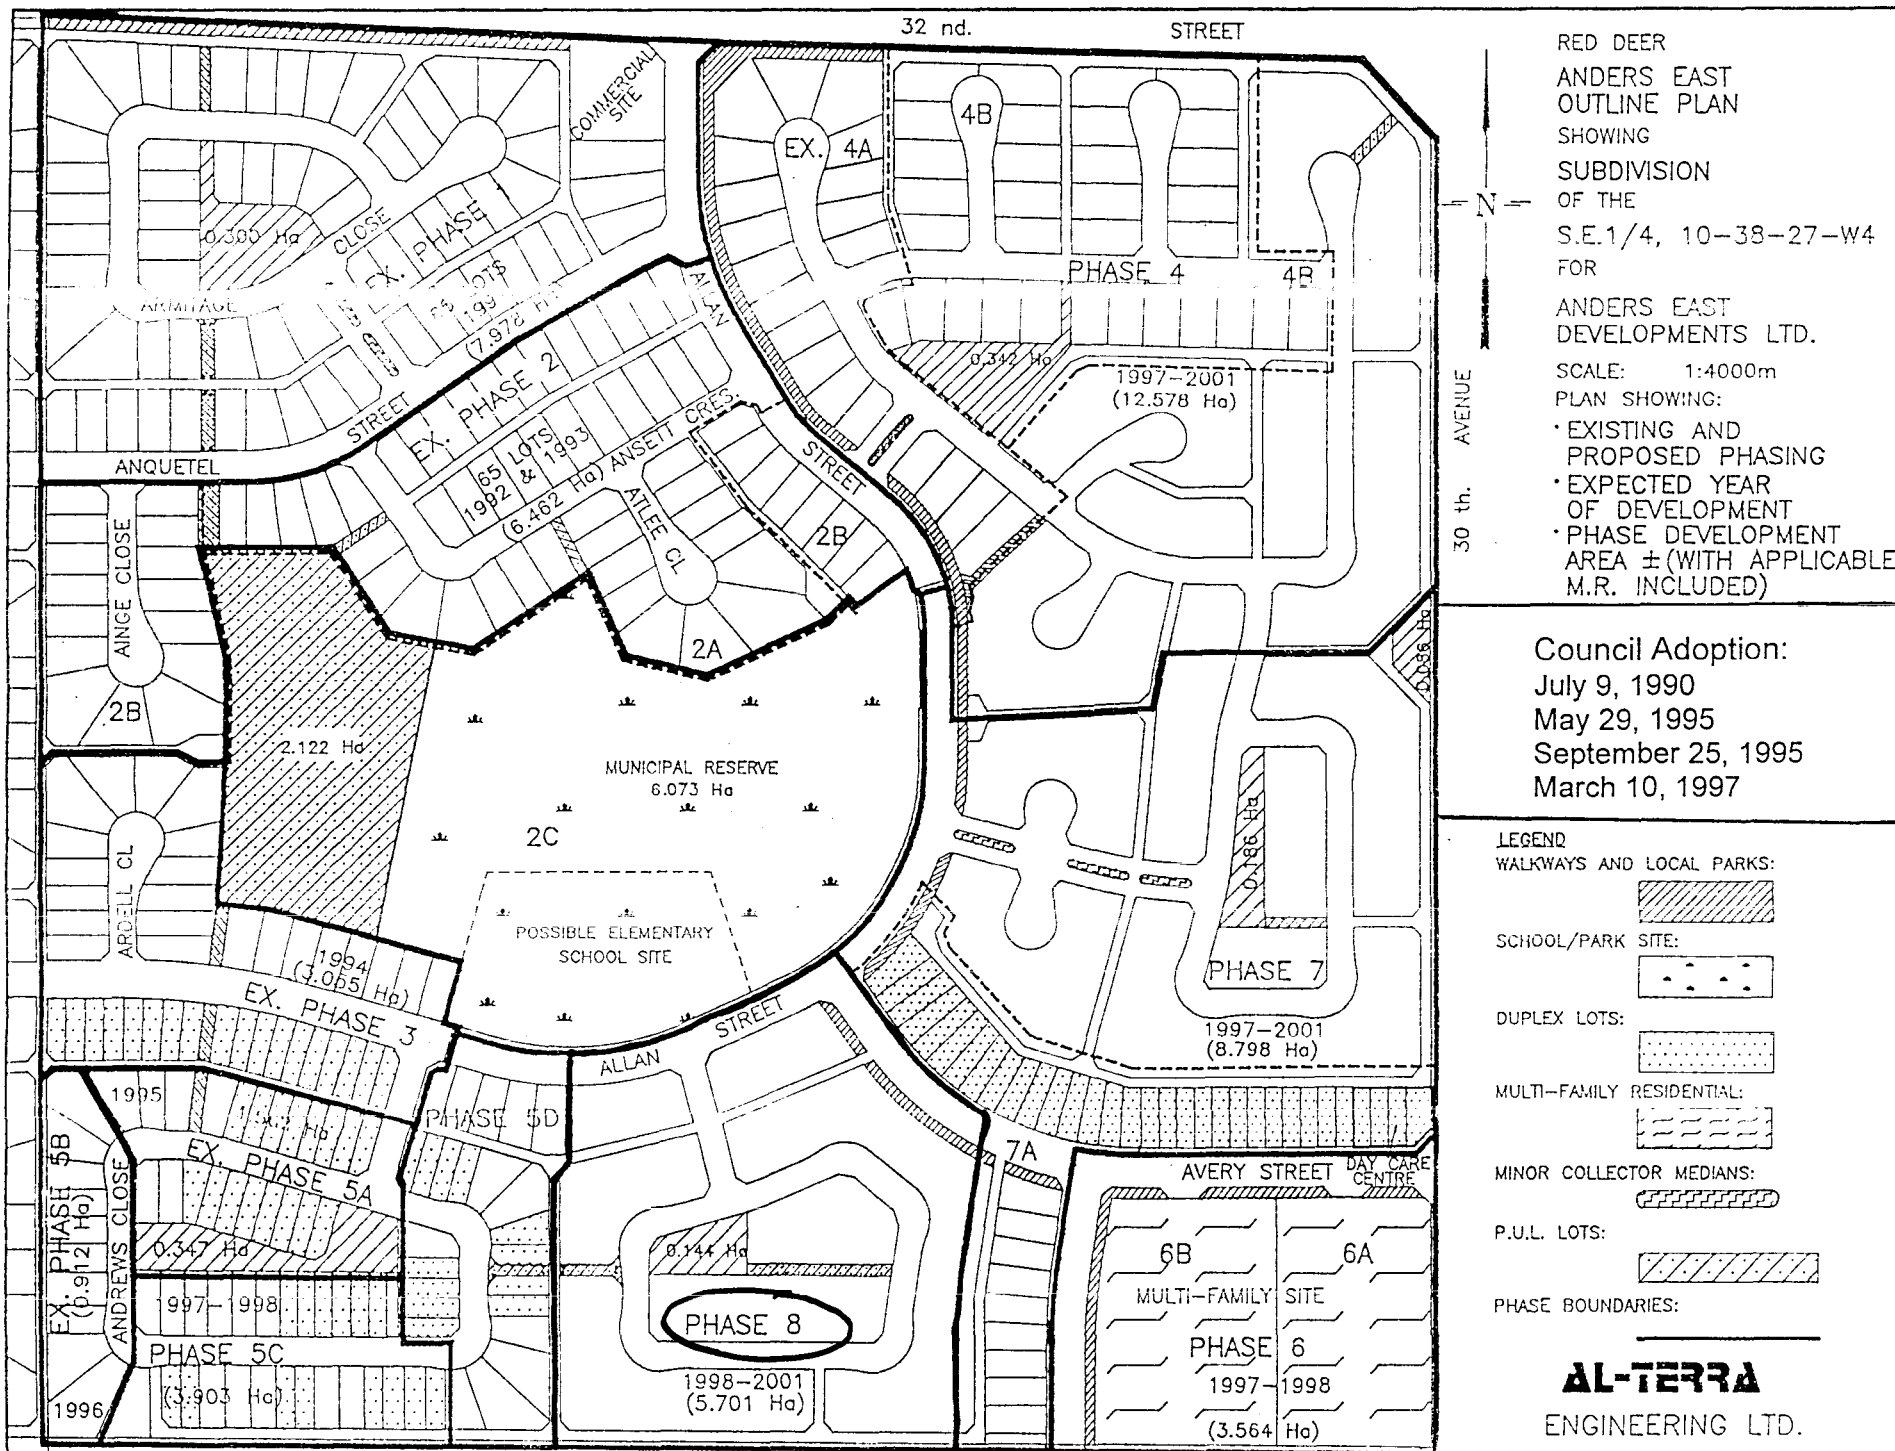 32 nd.
STREET
COMMERCIAL
SITE
EX. 4A
4B
0.300 Ha
CLOSE
EX. PHASE
LOTS
(7.978 Ha)
ARMITAGE
ALLAN
PHASE 4
4B
0.342 Ha
1997-2001
(12.578 Ha)
STREET
EX. PHASE 2
65 LOTS
1992 & 1993
(6.462 Ha)
ANSETT CRES.
ANQUETEL
ATLEE CL
STREET
2B
AINGE CLOSE
2A
2B
2.122 Ha
MUNICIPAL RESERVE
6.073 Ha
2C
0.086 Ha
0.186 Ha
ARDELL CL
POSSIBLE ELEMENTARY
SCHOOL SITE
1994
(3.055 Ha)
EX. PHASE 3
PHASE 7
1997-2001
(8.798 Ha)
ALLAN
STREET
1995
PHASE 5D
EX. PHASE 5A
7A
AVERY STREET
DAY CARE
CENTRE
EX. PHASE 5B
(0.912 Ha)
ANDREWS CLOSE
0.347 Ha
0.144 Ha
6B
6A
MULTI-FAMILY SITE
1997-1998
PHASE 8
PHASE 6
PHASE 5C
1998-2001
(5.701 Ha)
1997-1998
(3.903 Ha)
1996
(3.564 Ha)
30 th. AVENUE
N
RED DEER
ANDERS EAST
OUTLINE PLAN
SHOWING
SUBDIVISION
OF THE
S.E.1/4, 10-38-27-W4
FOR
ANDERS EAST
DEVELOPMENTS LTD.
SCALE: 1:4000m
PLAN SHOWING:
· EXISTING AND
PROPOSED PHASING
· EXPECTED YEAR
OF DEVELOPMENT
· PHASE DEVELOPMENT
AREA ± (WITH APPLICABLE
M.R. INCLUDED)
Council Adoption:
July 9, 1990
May 29, 1995
September 25, 1995
March 10, 1997
LEGEND
WALKWAYS AND LOCAL PARKS:
SCHOOL/PARK SITE:
DUPLEX LOTS:
MULTI-FAMILY RESIDENTIAL:
MINOR COLLECTOR MEDIANS:
P.U.L. LOTS:
PHASE BOUNDARIES:
AL-TERRA
ENGINEERING LTD.